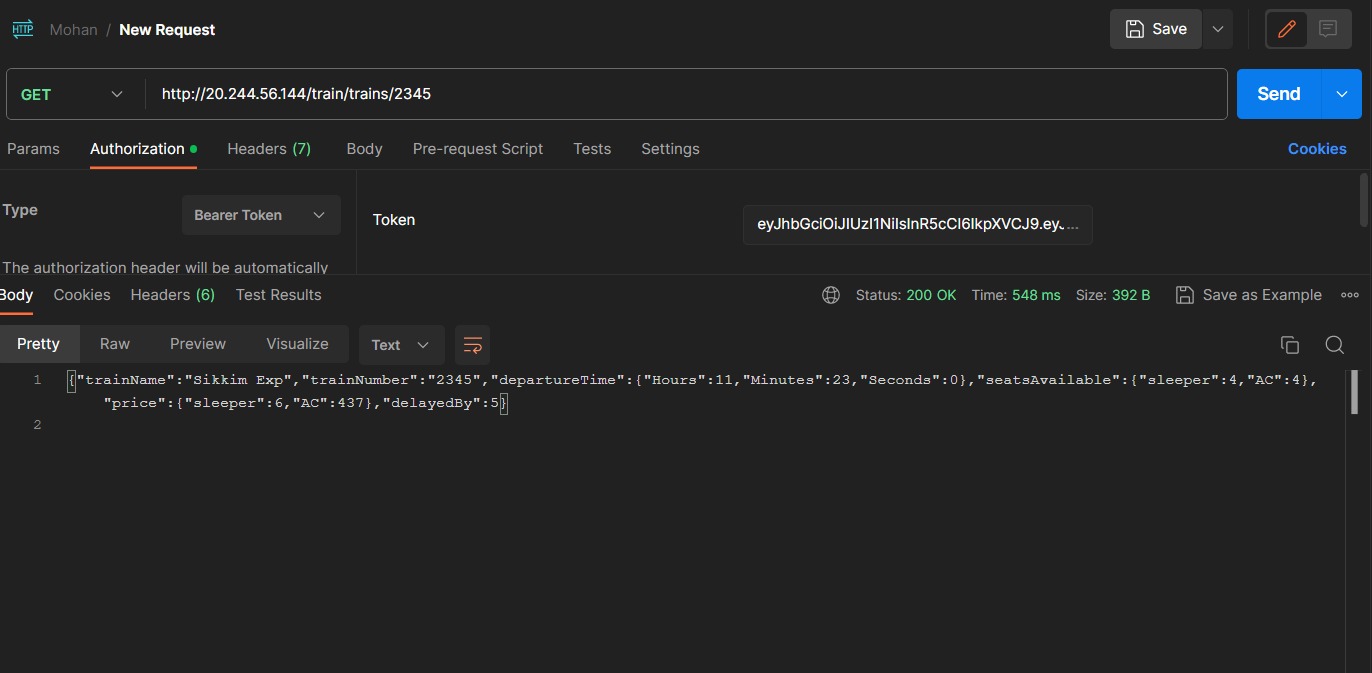 HTTP Mohan / New Request Save
GET http://20.244.56.144/train/trains/2345 Send
Params Authorization Headers (7) Body Pre-request Script Tests Settings Cookies
Type Bearer Token Token eyJhbGciOiJIUzI1NiIsInR5cCI6IkpXVCJ9.eyJ...
The authorization header will be automatically
Body Cookies Headers (6) Test Results Status: 200 OK Time: 548 ms Size: 392 B Save as Example
Pretty Raw Preview Visualize Text
1 {"trainName":"Sikkim Exp","trainNumber":"2345","departureTime":{"Hours":11,"Minutes":23,"Seconds":0},"seatsAvailable":{"sleeper":4,"AC":4},
"price":{"sleeper":6,"AC":437},"delayedBy":5}
2